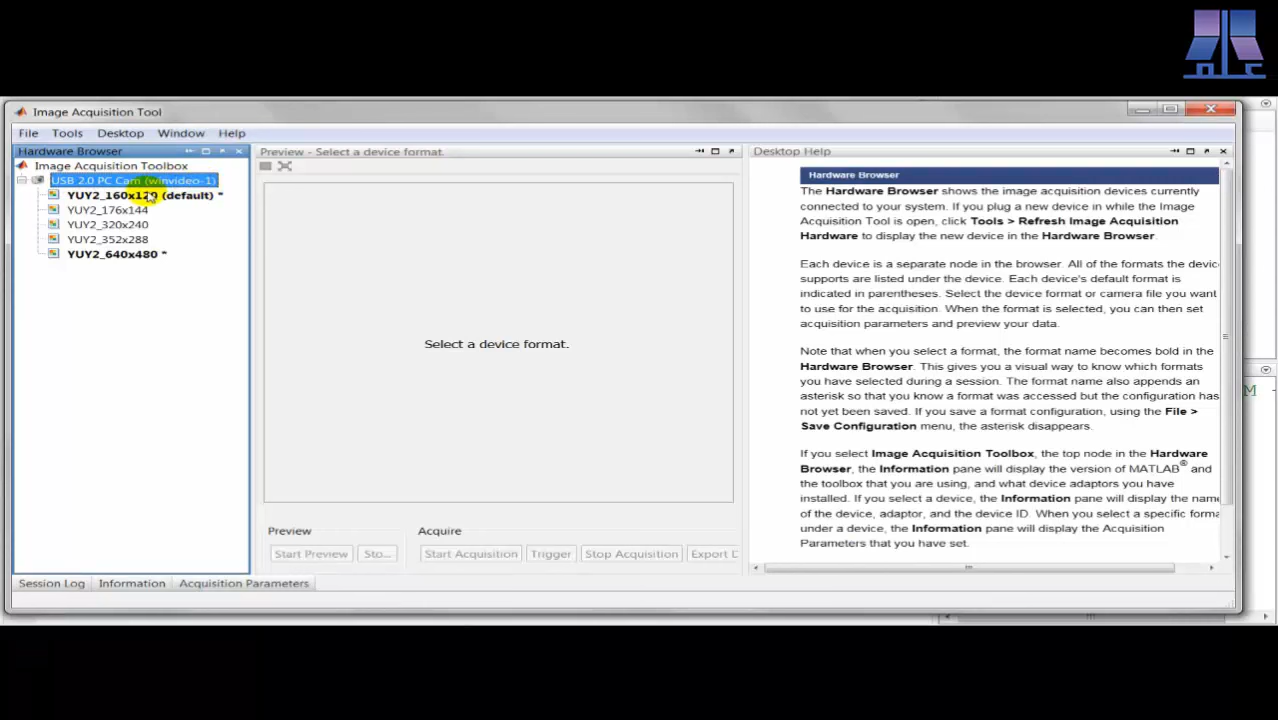 Image Acquisition Tool
File Tools Desktop Window Help
Hardware Browser
Image Acquisition Toolbox
USB 2.0 PC Cam (winvideo-1)
YUY2_160x120 (default) *
YUY2_176x144
YUY2_320x240
YUY2_352x288
YUY2_640x480 *
Preview - Select a device format.
Select a device format.
Preview
Start Preview Sto...
Acquire
Start Acquisition Trigger Stop Acquisition Export D
Desktop Help
Hardware Browser
The Hardware Browser shows the image acquisition devices currently
connected to your system. If you plug a new device in while the Image
Acquisition Tool is open, click Tools > Refresh Image Acquisition
Hardware to display the new device in the Hardware Browser.
Each device is a separate node in the browser. All of the formats the devic
supports are listed under the device. Each device's default format is
indicated in parentheses. Select the device format or camera file you want
to use for the acquisition. When the format is selected, you can then set
acquisition parameters and preview your data.
Note that when you select a format, the format name becomes bold in the
Hardware Browser. This gives you a visual way to know which formats
you have selected during a session. The format name also appends an
asterisk so that you know a format was accessed but the configuration has
not yet been saved. If you save a format configuration, using the File >
Save Configuration menu, the asterisk disappears.
If you select Image Acquisition Toolbox, the top node in the Hardware
Browser, the Information pane will display the version of MATLAB® and
the toolbox that you are using, and what device adaptors you have
installed. If you select a device, the Information pane will display the name
of the device, adaptor, and the device ID. When you select a specific forma
under a device, the Information pane will display the Acquisition
Parameters that you have set.
Session Log Information Acquisition Parameters
M -